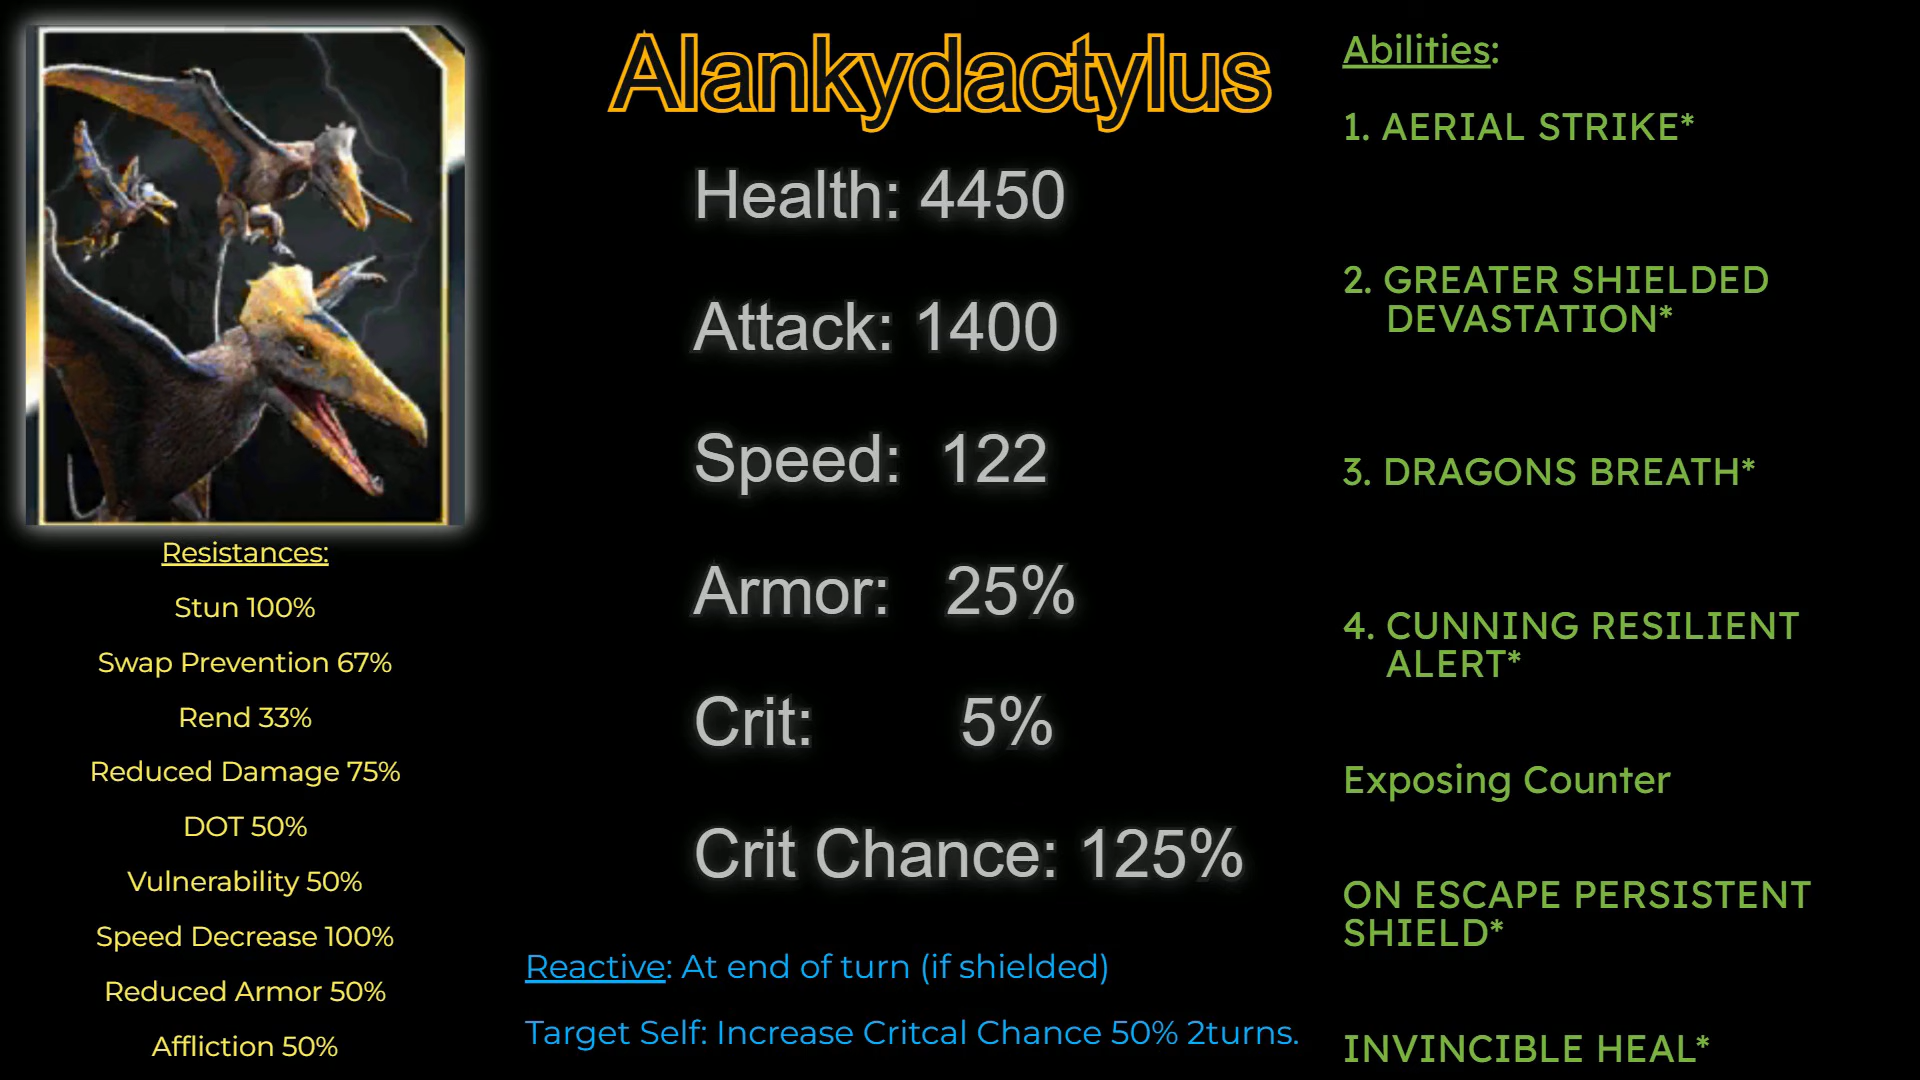 Alankydactylus
Health: 4450
Attack: 1400
Speed: 122
Armor: 25%
Crit: 5%
Crit Chance: 125%
Resistances:
Stun 100%
Swap Prevention 67%
Rend 33%
Reduced Damage 75%
DOT 50%
Vulnerability 50%
Speed Decrease 100%
Reduced Armor 50%
Affliction 50%
Reactive: At end of turn (if shielded)
Target Self: Increase Critcal Chance 50% 2turns.
Abilities:
1. AERIAL STRIKE*
2. GREATER SHIELDED
DEVASTATION*
3. DRAGONS BREATH*
4. CUNNING RESILIENT
ALERT*
Exposing Counter
ON ESCAPE PERSISTENT
SHIELD*
INVINCIBLE HEAL*